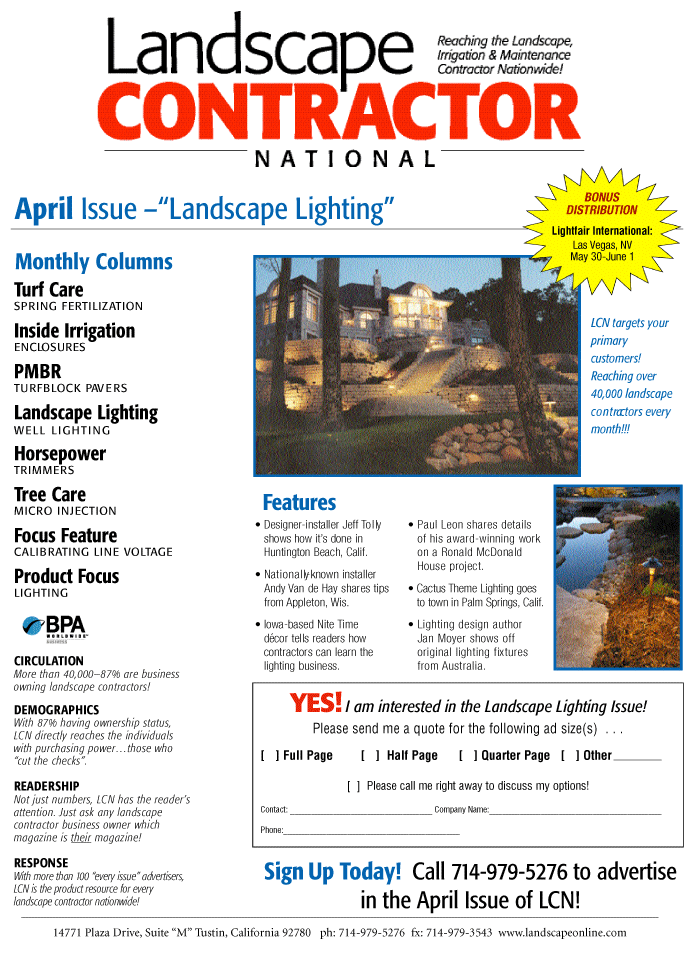 Landscape
Reaching the Landscape,
Irrigation & Maintenance
Contractor Nationwide!
CONTRACTOR
NATIONAL
BONUS
DISTRIBUTION
Lightfair International:
Las Vegas, NV
May 30-June 1
April Issue –“Landscape Lighting”
Monthly Columns
Turf Care
SPRING FERTILIZATION
Inside Irrigation
ENCLOSURES
PMBR
TURFBLOCK PAVERS
Landscape Lighting
WELL LIGHTING
Horsepower
TRIMMERS
Tree Care
MICRO INJECTION
Focus Feature
CALIBRATING LINE VOLTAGE
Product Focus
LIGHTING
BPA
WORLDWIDE
CIRCULATION
More than 40,000–87% are business
owning landscape contractors!
DEMOGRAPHICS
With 87% having ownership status,
LCN directly reaches the individuals
with purchasing power…those who
“cut the checks”.
READERSHIP
Not just numbers, LCN has the reader’s
attention. Just ask any landscape
contractor business owner which
magazine is their magazine!
RESPONSE
With more than 100 “every issue” advertisers,
LCN is the product resource for every
landscape contractor nationwide!
LCN targets your
primary
customers!
Reaching over
40,000 landscape
contractors every
month!!!
Features
• Designer-installer Jeff Tolly
shows how it’s done in
Huntington Beach, Calif.
• Nationally-known installer
Andy Van de Hay shares tips
from Appleton, Wis.
• Iowa-based Nite Time
décor tells readers how
contractors can learn the
lighting business.
• Paul Leon shares details
of his award-winning work
on a Ronald McDonald
House project.
• Cactus Theme Lighting goes
to town in Palm Springs, Calif.
• Lighting design author
Jan Moyer shows off
original lighting fixtures
from Australia.
YES! I am interested in the Landscape Lighting Issue!
Please send me a quote for the following ad size(s) . . .
[ ] Full Page [ ] Half Page [ ] Quarter Page [ ] Other________
[ ] Please call me right away to discuss my options!
Contact: ______________________________ Company Name:____________________________________
Phone:_____________________________________
Sign Up Today! Call 714-979-5276 to advertise
in the April Issue of LCN!
14771 Plaza Drive, Suite “M” Tustin, California 92780 ph: 714-979-5276 fx: 714-979-3543 www.landscapeonline.com